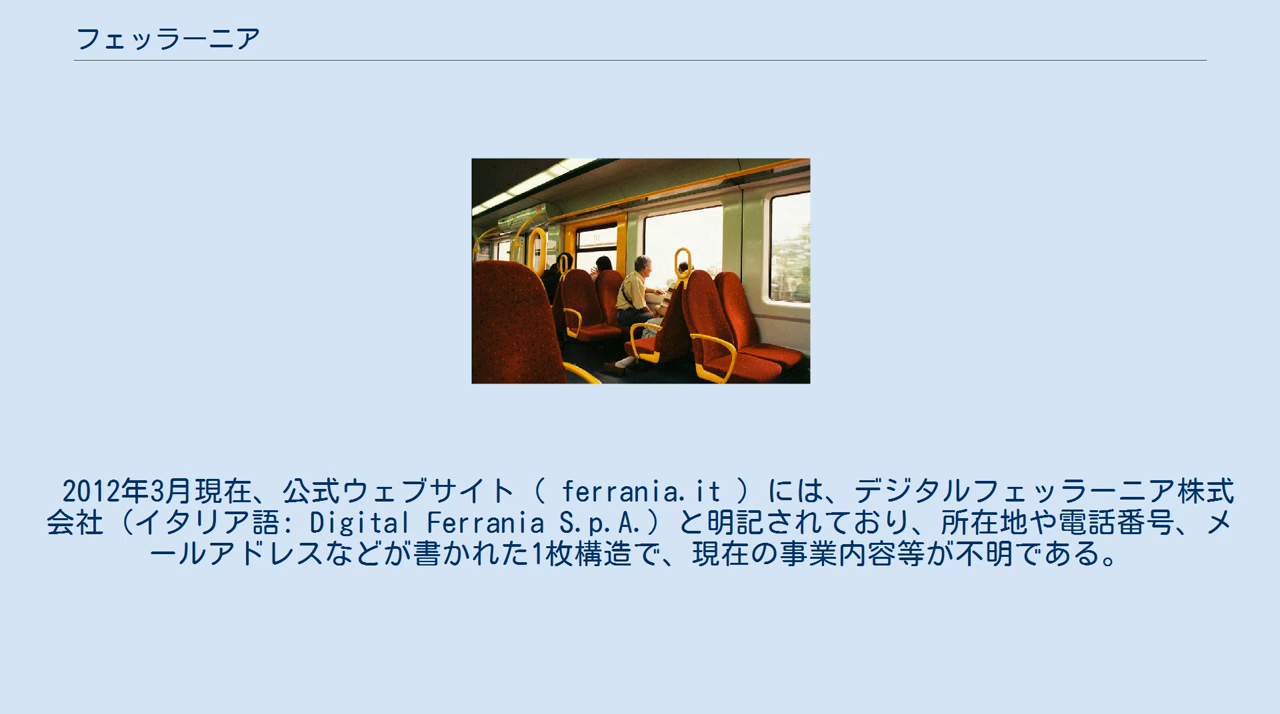 フェッラーニア
2012年3月現在、公式ウェブサイト（ ferrania.it ）には、デジタルフェッラーニア株式
会社（イタリア語: Digital Ferrania S.p.A.）と明記されており、所在地や電話番号、メ
ールアドレスなどが書かれた1枚構造で、現在の事業内容等が不明である。